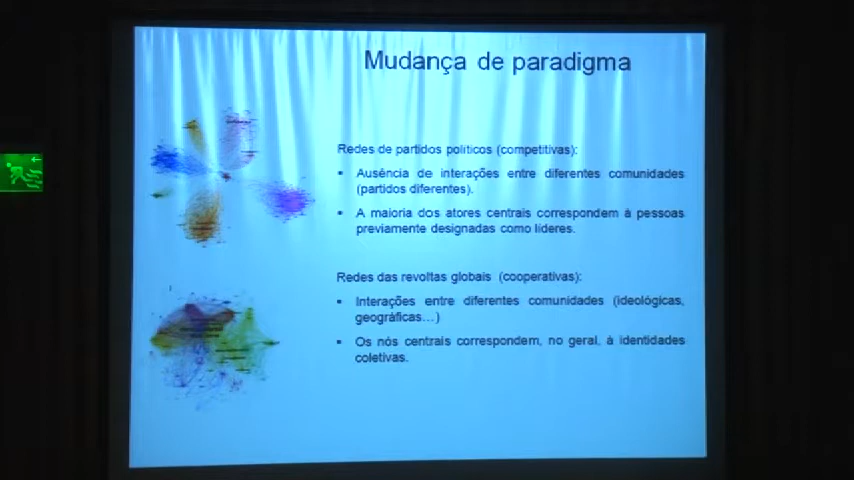 Mudança de paradigma
Redes de partidos políticos (competitivas):
Ausência de interações entre diferentes comunidades
(partidos diferentes).
A maioria dos atores centrais correspondem à pessoas
previamente designadas como líderes.
Redes das revoltas globais (cooperativas):
Interações entre diferentes comunidades (ideológicas,
geográficas...)
Os nós centrais correspondem, no geral, à identidades
coletivas.